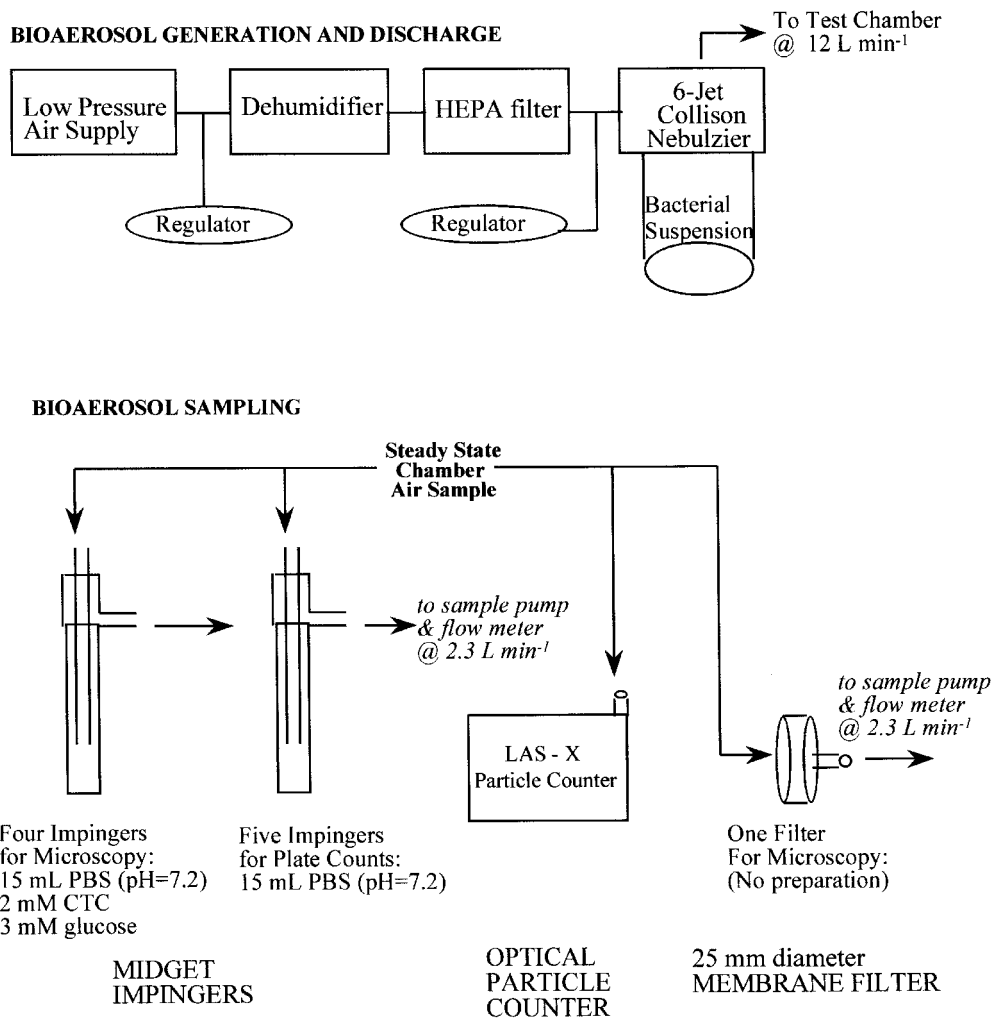 BIOAEROSOL GENERATION AND DISCHARGE
To Test Chamber
@ 12 L min-1
Low Pressure
Air Supply
Dehumidifier
HEPA filter
6-Jet
Collison
Nebulzier
Regulator
Regulator
Bacterial
Suspension
BIOAEROSOL SAMPLING
Steady State
Chamber
Air Sample
to sample pump
& flow meter
@ 2.3 L min-1
LAS - X
Particle Counter
to sample pump
& flow meter
@ 2.3 L min-1
Four Impingers
for Microscopy:
15 mL PBS (pH=7.2)
2 mM CTC
3 mM glucose
Five Impingers
for Plate Counts:
15 mL PBS (pH=7.2)
One Filter
For Microscopy:
(No preparation)
MIDGET
IMPINGERS
OPTICAL
PARTICLE
COUNTER
25 mm diameter
MEMBRANE FILTER